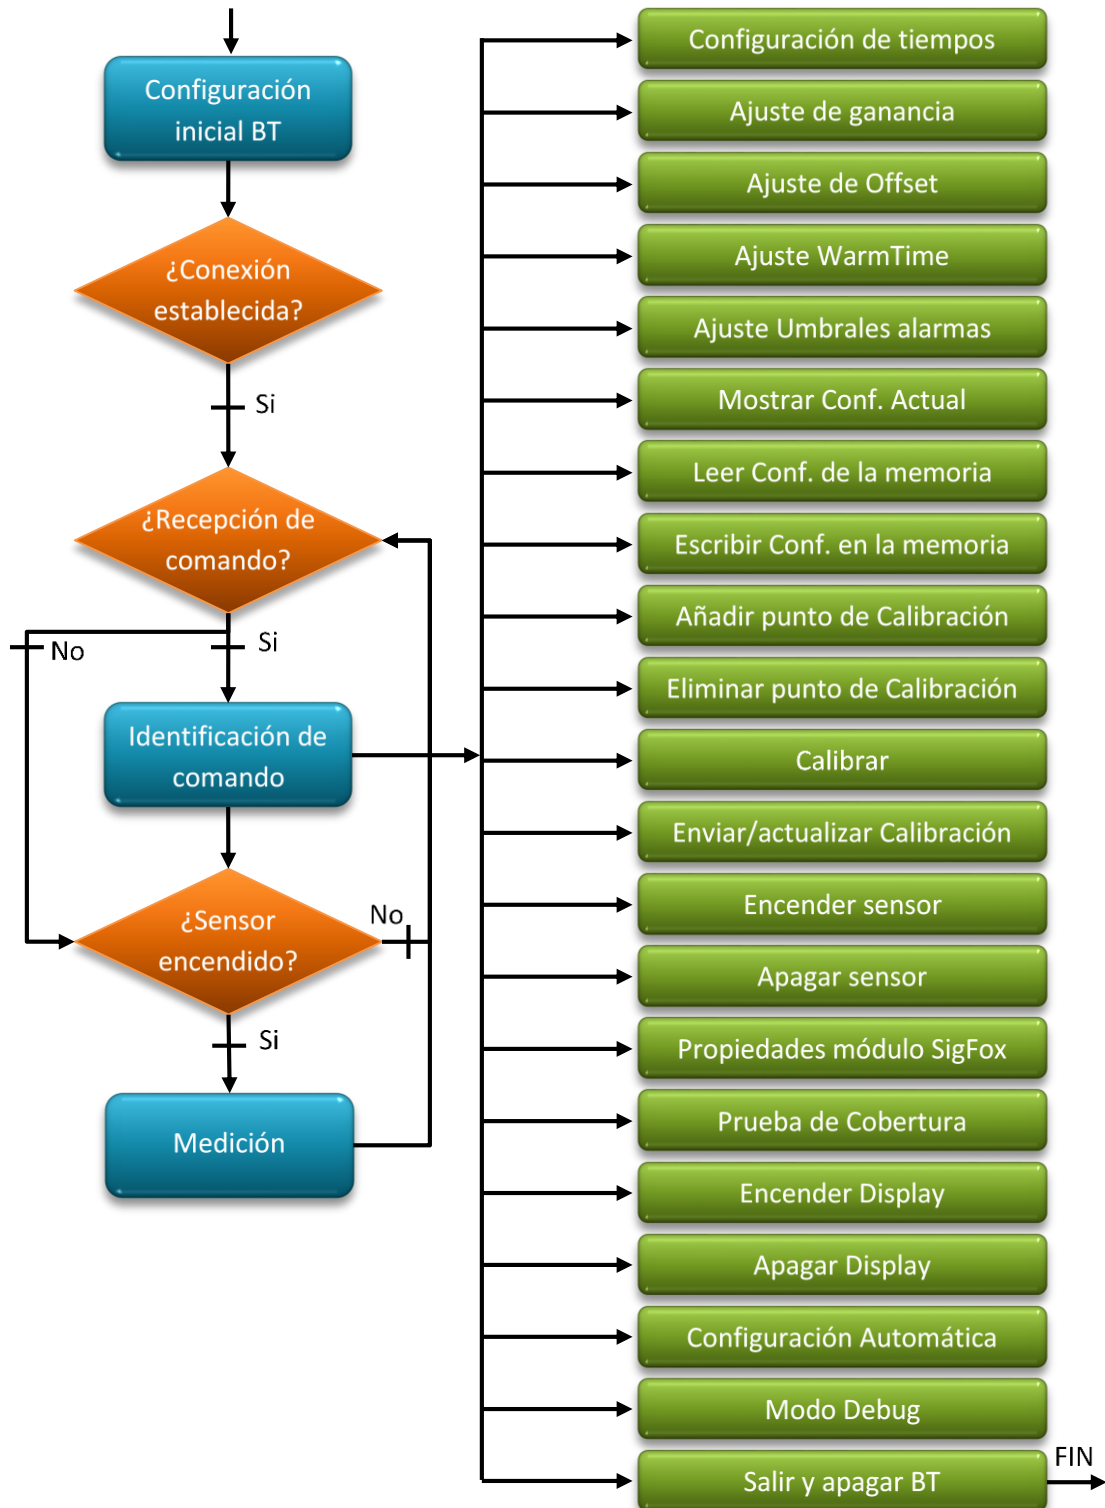 Configuración
inicial BT
¿Conexión
establecida?
Si
¿Recepción de
comando?
No
Si
Identificación de
comando
¿Sensor
encendido?
No
Si
Medición
Configuración de tiempos
Ajuste de ganancia
Ajuste de Offset
Ajuste WarmTime
Ajuste Umbrales alarmas
Mostrar Conf. Actual
Leer Conf. de la memoria
Escribir Conf. en la memoria
Añadir punto de Calibración
Eliminar punto de Calibración
Calibrar
Enviar/actualizar Calibración
Encender sensor
Apagar sensor
Propiedades módulo SigFox
Prueba de Cobertura
Encender Display
Apagar Display
Configuración Automática
Modo Debug
Salir y apagar BT
FIN